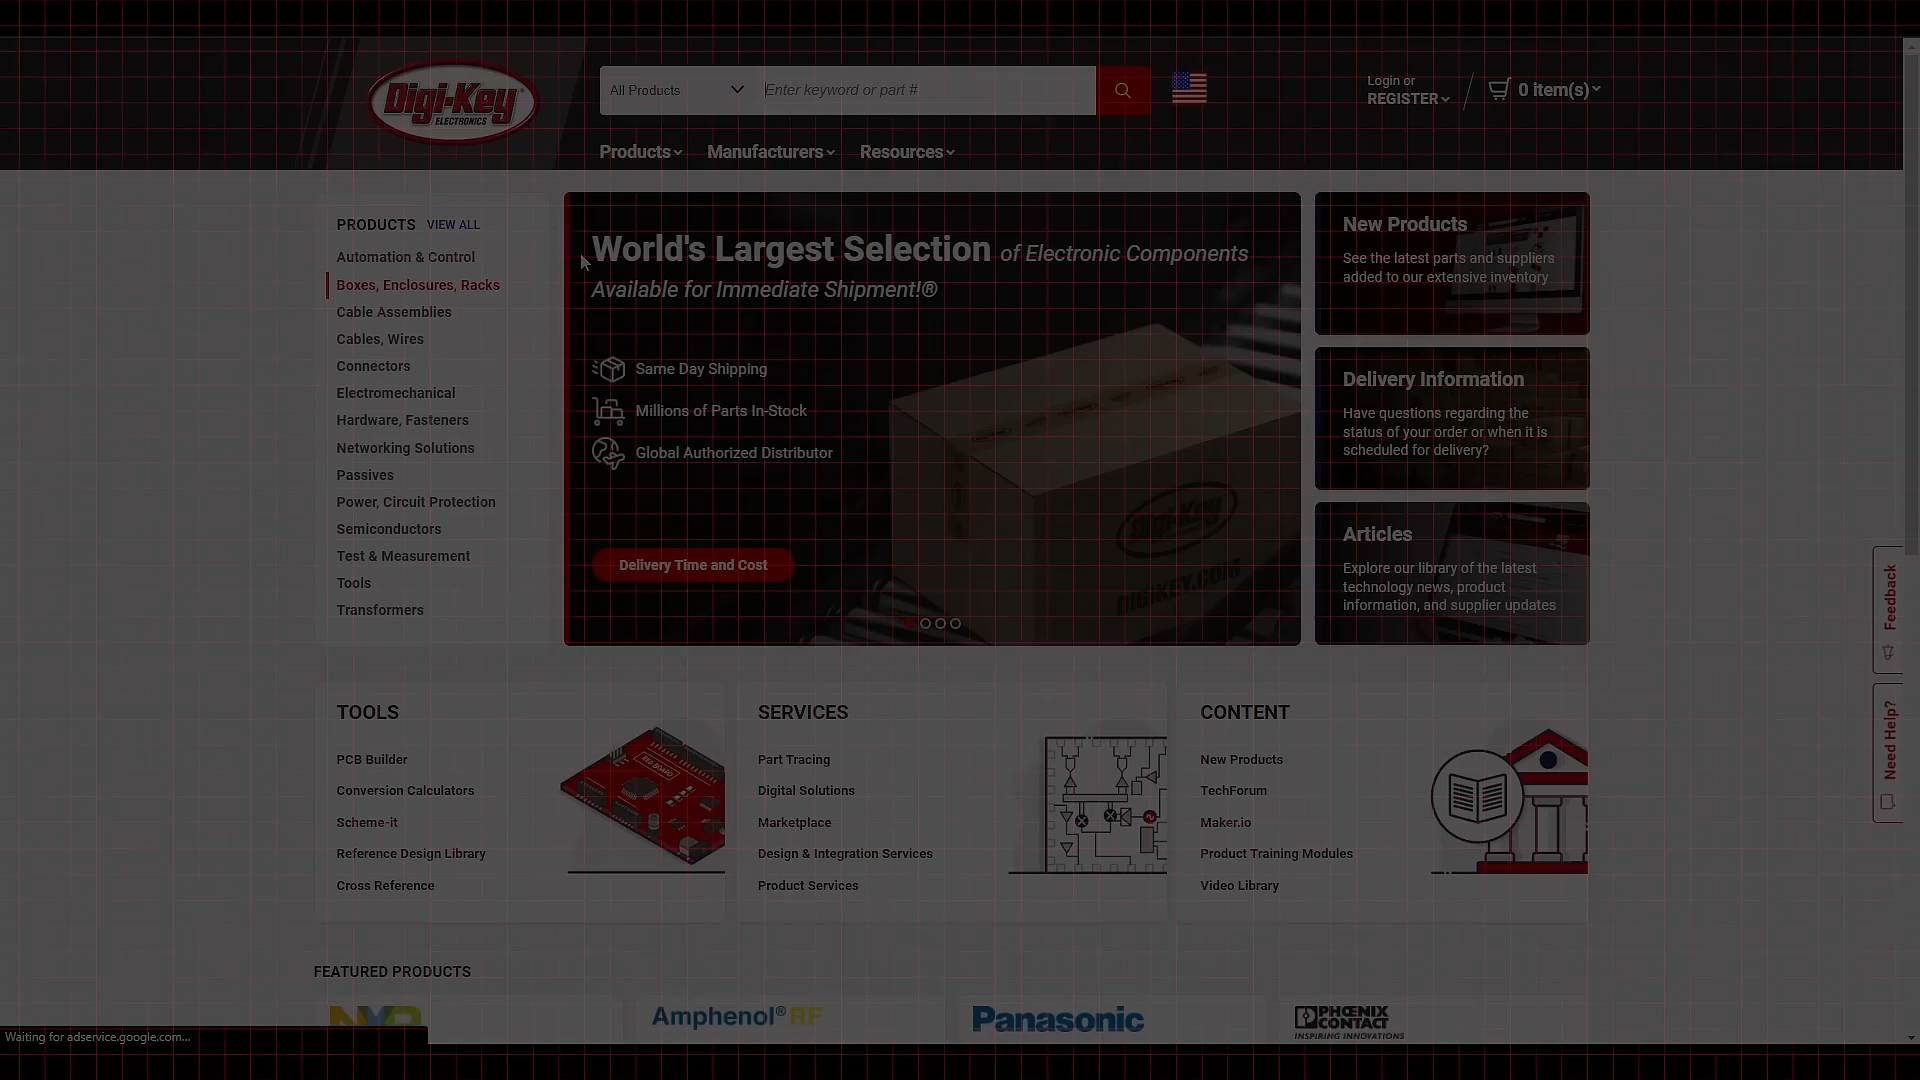 Digi-Key
ELECTRONICS
All Products
Enter keyword or part #
Login or
REGISTER
0 item(s)
Products
Manufacturers
Resources
PRODUCTS VIEW ALL
Automation & Control
Boxes, Enclosures, Racks
Cable Assemblies
Cables, Wires
Connectors
Electromechanical
Hardware, Fasteners
Networking Solutions
Passives
Power, Circuit Protection
Semiconductors
Test & Measurement
Tools
Transformers
World's Largest Selection of Electronic Components
Available for Immediate Shipment!®
Same Day Shipping
Millions of Parts In-Stock
Global Authorized Distributor
Delivery Time and Cost
Digi-Key
DIGIKEY.COM
New Products
See the latest parts and suppliers
added to our extensive inventory
Delivery Information
Have questions regarding the
status of your order or when it is
scheduled for delivery?
Articles
Explore our library of the latest
technology news, product
information, and supplier updates
Feedback
Need Help?
TOOLS
PCB Builder
Conversion Calculators
Scheme-it
Reference Design Library
Cross Reference
SERVICES
Part Tracing
Digital Solutions
Marketplace
Design & Integration Services
Product Services
CONTENT
New Products
TechForum
Maker.io
Product Training Modules
Video Library
FEATURED PRODUCTS
NXP
Amphenol® RF
Panasonic
PHŒNIX
CONTACT
INSPIRING INNOVATIONS
Waiting for adservice.google.com...